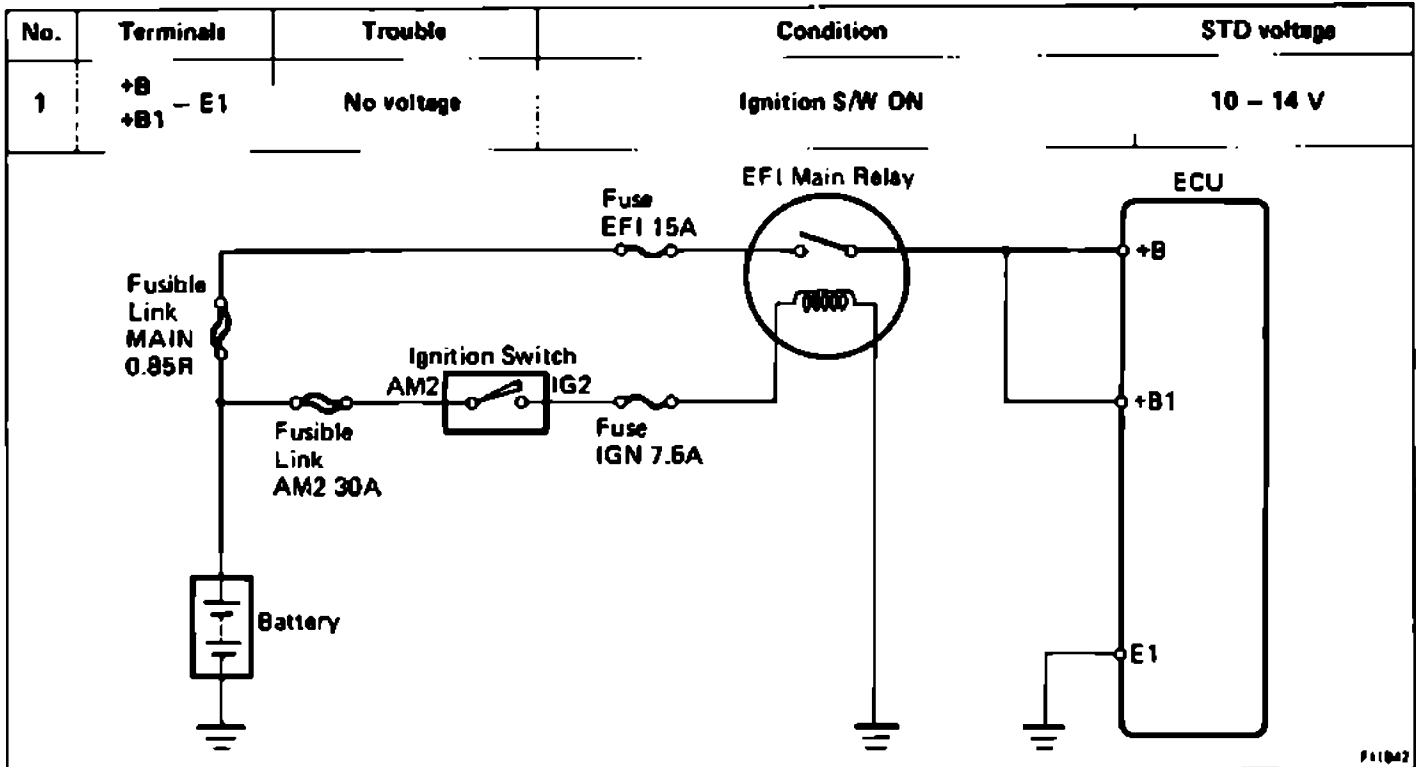 No. Terminals Trouble Condition STD voltage
1 +B +B1 – E1 No voltage Ignition S/W ON 10 – 14 V
EFI Main Relay
ECU
Fuse
EFI 15A
+B
Fusible
Link
MAIN
0.85R
Ignition Switch
AM2
IG2
+B1
Fusible
Link
AM2 30A
Fuse
IGN 7.5A
Battery
E1